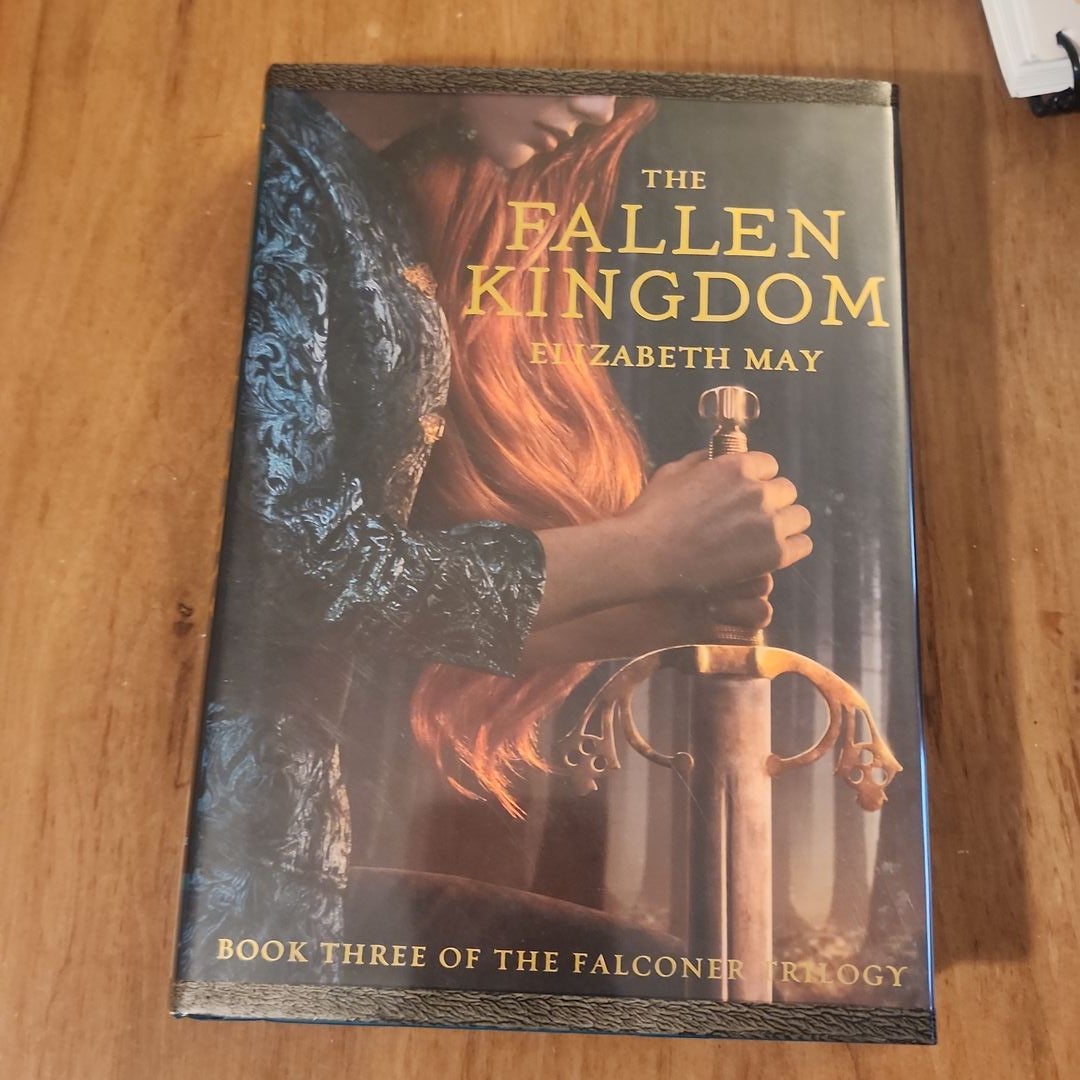 THE
FALLEN
KINGDOM
ELIZABETH MAY
BOOK THREE OF THE FALCONER TRILOGY